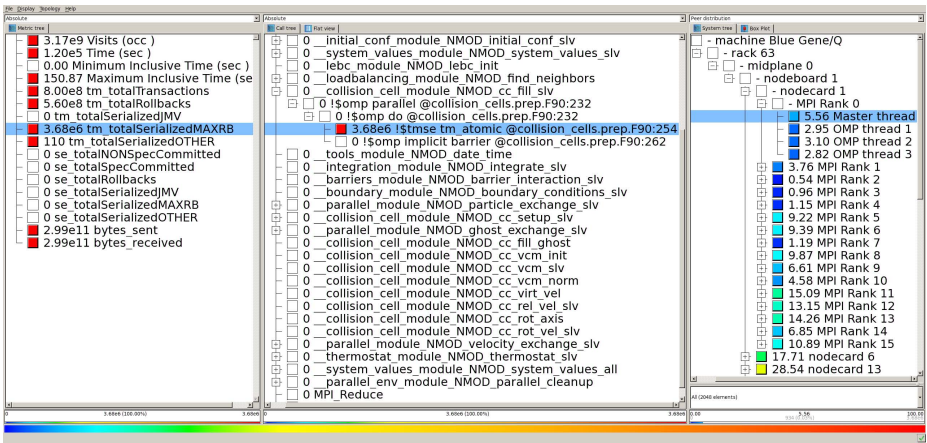 File Display Topology Help
Absolute
Absolute
Peer distribution
Metric tree
Call tree
Flat view
System tree
Box Plot
3.17e9 Visits (occ )
1.20e5 Time (sec )
0.00 Minimum Inclusive Time (sec )
150.87 Maximum Inclusive Time (se
8.00e8 tm_totalTransactions
5.60e8 tm_totalRollbacks
0 tm_totalSerializedJMV
3.68e6 tm_totalSerializedMAXRB
110 tm_totalSerializedOTHER
0 se_totalNONSpecCommitted
0 se_totalSpecCommitted
0 se_totalRollbacks
0 se_totalSerializedJMV
0 se_totalSerializedMAXRB
0 se_totalSerializedOTHER
2.99e11 bytes_sent
2.99e11 bytes_received
0 __initial_conf_module_NMOD_initial_conf_slv
0 __system_values_module_NMOD_system_values_slv
0 __lebc_module_NMOD_lebc_init
0 __loadbalancing_module_NMOD_find_neighbors
0 __collision_cell_module_NMOD_cc_fill_slv
0 !$omp parallel @collision_cells.prep.F90:232
0 !$omp do @collision_cells.prep.F90:232
3.68e6 !$tmse tm_atomic @collision_cells.prep.F90:254
0 !$omp implicit barrier @collision_cells.prep.F90:262
0 __tools_module_NMOD_date_time
0 __integration_module_NMOD_integrate_slv
0 __barriers_module_NMOD_barrier_interaction_slv
0 __boundary_module_NMOD_boundary_conditions_slv
0 __parallel_module_NMOD_particle_exchange_slv
0 __collision_cell_module_NMOD_cc_setup_slv
0 __parallel_module_NMOD_ghost_exchange_slv
0 __collision_cell_module_NMOD_cc_fill_ghost
0 __collision_cell_module_NMOD_cc_vcm_init
0 __collision_cell_module_NMOD_cc_vcm_slv
0 __collision_cell_module_NMOD_cc_vcm_norm
0 __collision_cell_module_NMOD_cc_virt_vel
0 __collision_cell_module_NMOD_cc_rel_vel_slv
0 __collision_cell_module_NMOD_cc_rot_axis
0 __collision_cell_module_NMOD_cc_rot_vel_slv
0 __parallel_module_NMOD_velocity_exchange_slv
0 __thermostat_module_NMOD_thermostat_slv
0 __system_values_module_NMOD_system_values_all
0 __parallel_env_module_NMOD_parallel_cleanup
0 MPI_Reduce
- machine Blue Gene/Q
- rack 63
- midplane 0
- nodeboard 1
- nodecard 1
- MPI Rank 0
5.56 Master thread
2.95 OMP thread 1
3.10 OMP thread 2
2.82 OMP thread 3
3.76 MPI Rank 1
0.54 MPI Rank 2
0.96 MPI Rank 3
1.15 MPI Rank 4
9.22 MPI Rank 5
9.39 MPI Rank 6
1.19 MPI Rank 7
9.87 MPI Rank 8
6.61 MPI Rank 9
4.58 MPI Rank 10
15.09 MPI Rank 11
13.15 MPI Rank 12
14.26 MPI Rank 13
6.85 MPI Rank 14
10.89 MPI Rank 15
17.71 nodecard 6
28.54 nodecard 13
All (2048 elements)
0 3.68e6 (100.00%) 3.68e6
0 3.68e6 (100.00%) 3.68e6
0.00 5.56 100.00